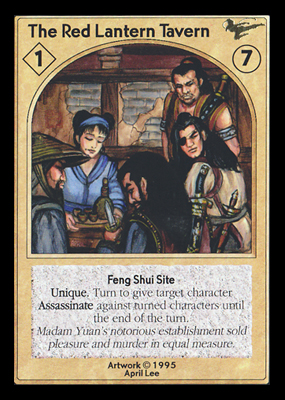 The Red Lantern Tavern
1
7
Feng Shui Site
Unique. Turn to give target character
Assassinate against turned characters until
the end of the turn.
Madam Yuan's notorious establishment sold
pleasure and murder in equal measure.
Artwork © 1995
April Lee